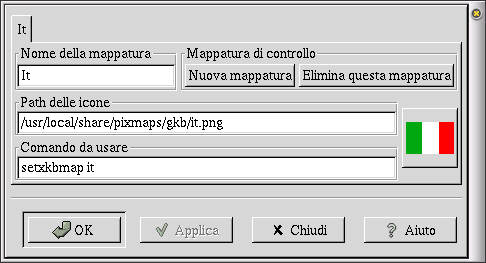 It
Nome della mappatura
Mappatura di controllo
It
Nuova mappatura
Elimina questa mappatura
Path delle icone
/usr/local/share/pixmaps/gkb/it.png
Comando da usare
setxkbmap it
OK
Applica
Chiudi
Aiuto